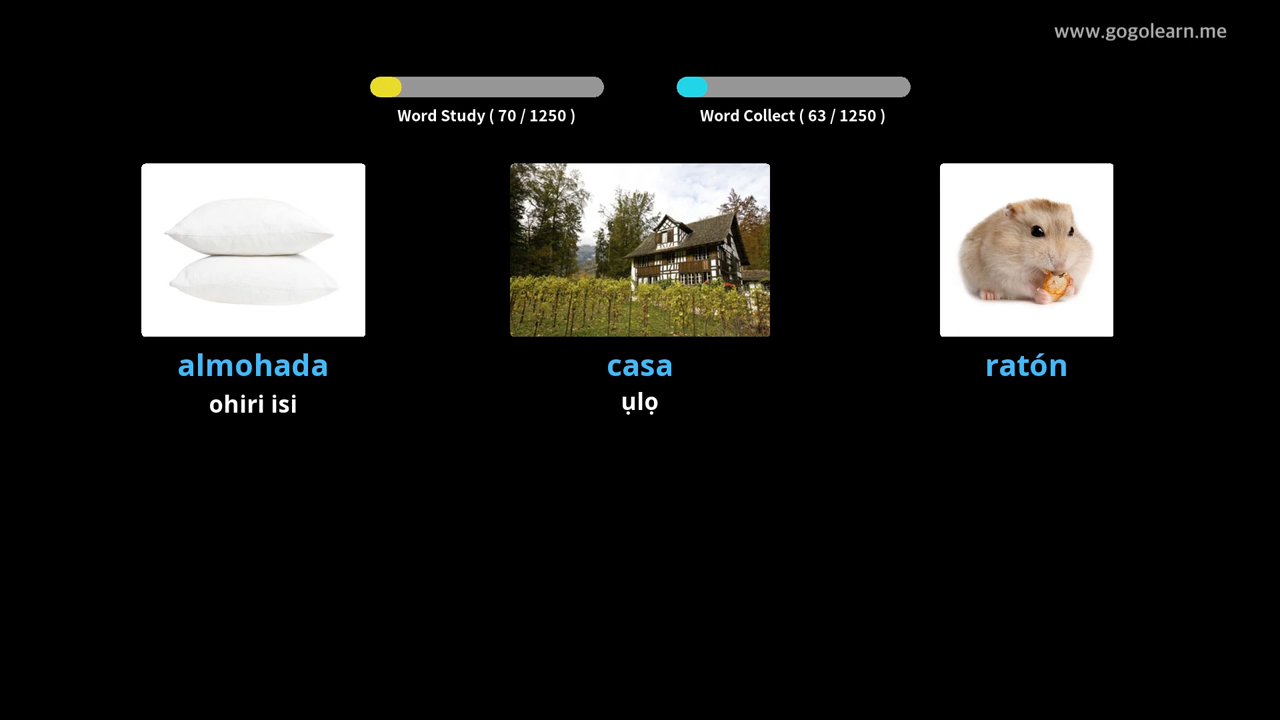 www.gogolearn.me
Word Study ( 70 / 1250 )
Word Collect ( 63 / 1250 )
almohada
casa
ratón
ohiri isi
ụlọ